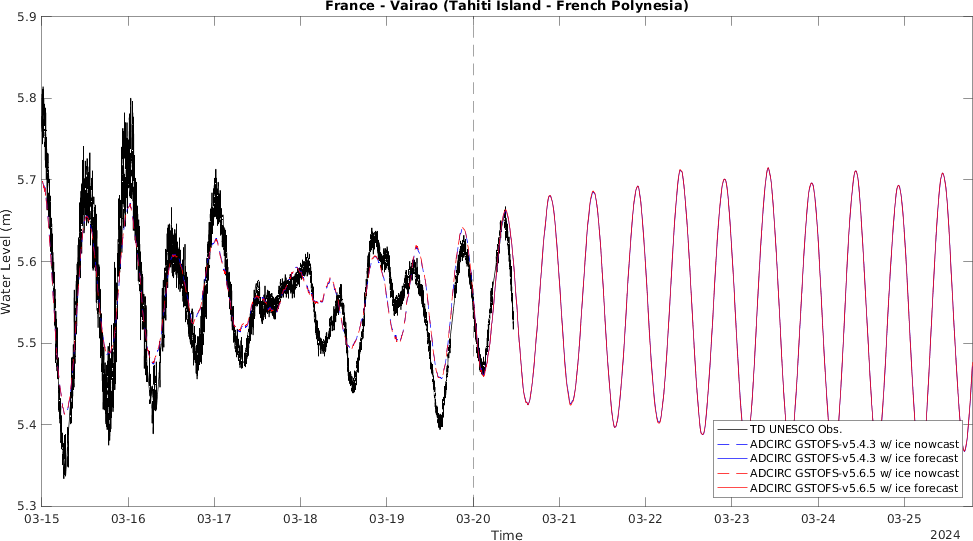 France - Vairao (Tahiti Island - French Polynesia)
5.9
5.8
5.7
5.6
5.5
5.4
5.3
Water Level (m)
TD UNESCO Obs.
ADCIRC GSTOFS-v5.4.3 w/ ice nowcast
ADCIRC GSTOFS-v5.4.3 w/ ice forecast
ADCIRC GSTOFS-v5.6.5 w/ ice nowcast
ADCIRC GSTOFS-v5.6.5 w/ ice forecast
03-15 03-16 03-17 03-18 03-19 03-20 03-21 03-22 03-23 03-24 03-25
Time
2024